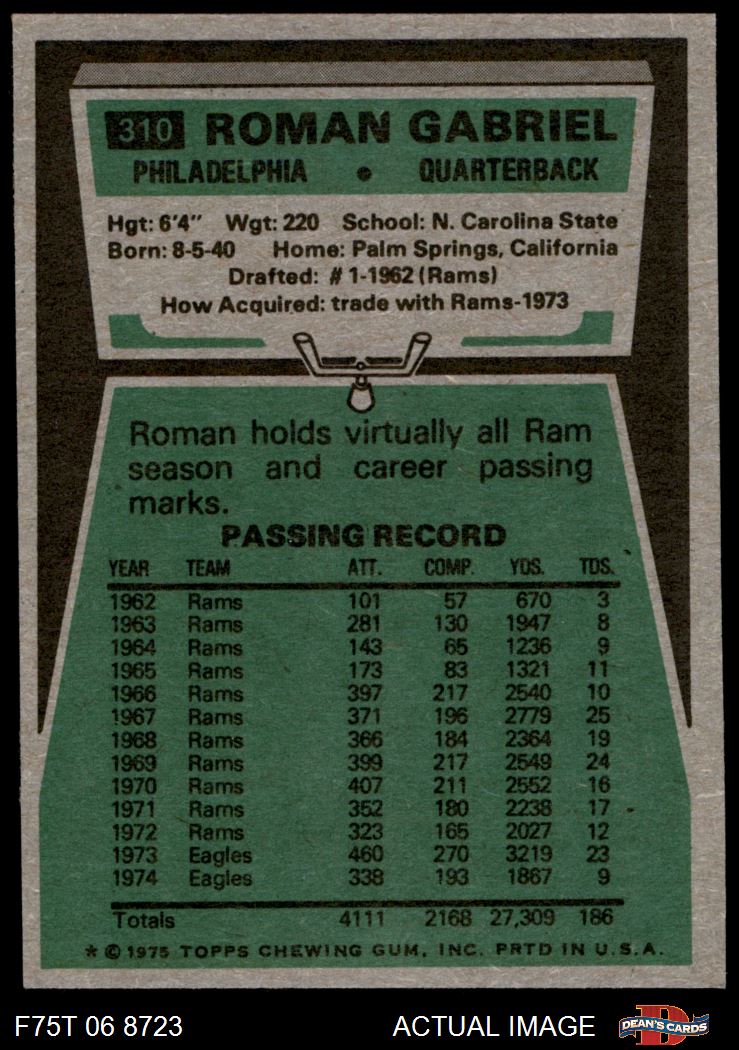 310 ROMAN GABRIEL
PHILADELPHIA • QUARTERBACK
Hgt: 6'4" Wgt: 220 School: N. Carolina State
Born: 8-5-40 Home: Palm Springs, California
Drafted: #1-1962 (Rams)
How Acquired: trade with Rams-1973
Roman holds virtually all Ram
season and career passing
marks.
PASSING RECORD
YEAR TEAM ATT. COMP. YDS. TDS.
1962 Rams 101 57 670 3
1963 Rams 281 130 1947 8
1964 Rams 143 65 1236 9
1965 Rams 173 83 1321 11
1966 Rams 397 217 2540 10
1967 Rams 371 196 2779 25
1968 Rams 366 184 2364 19
1969 Rams 399 217 2549 24
1970 Rams 407 211 2552 16
1971 Rams 352 180 2238 17
1972 Rams 323 165 2027 12
1973 Eagles 460 270 3219 23
1974 Eagles 338 193 1867 9
Totals 4111 2168 27,309 186
* © 1975 TOPPS CHEWING GUM, INC. PRTD IN U.S.A.
F75T 06 8723 ACTUAL IMAGE D DEAN'S CARDS